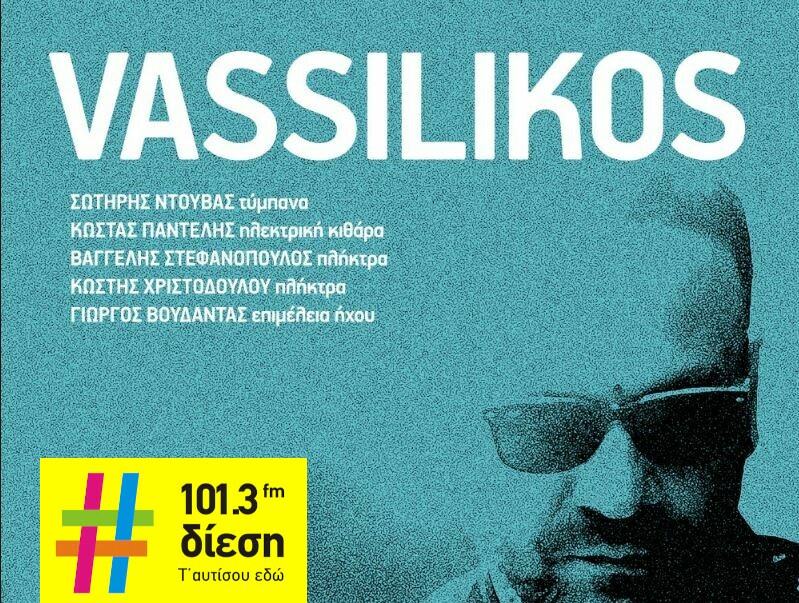 VASSILIKOS
ΣΩΤΗΡΗΣ ΝΤΟΥΒΑΣ τύμπανα
ΚΩΣΤΑΣ ΠΑΝΤΕΛΗΣ ηλεκτρική κιθάρα
ΒΑΓΓΕΛΗΣ ΣΤΕΦΑΝΟΠΟΥΛΟΣ πλήκτρα
ΚΩΣΤΗΣ ΧΡΙΣΤΟΔΟΥΛΟΥ πλήκτρα
ΓΙΩΡΓΟΣ ΒΟΥΔΑΝΤΑΣ επιμέλεια ήχου
101.3 fm
δίεση
Τ΄αυτίσου εδώ